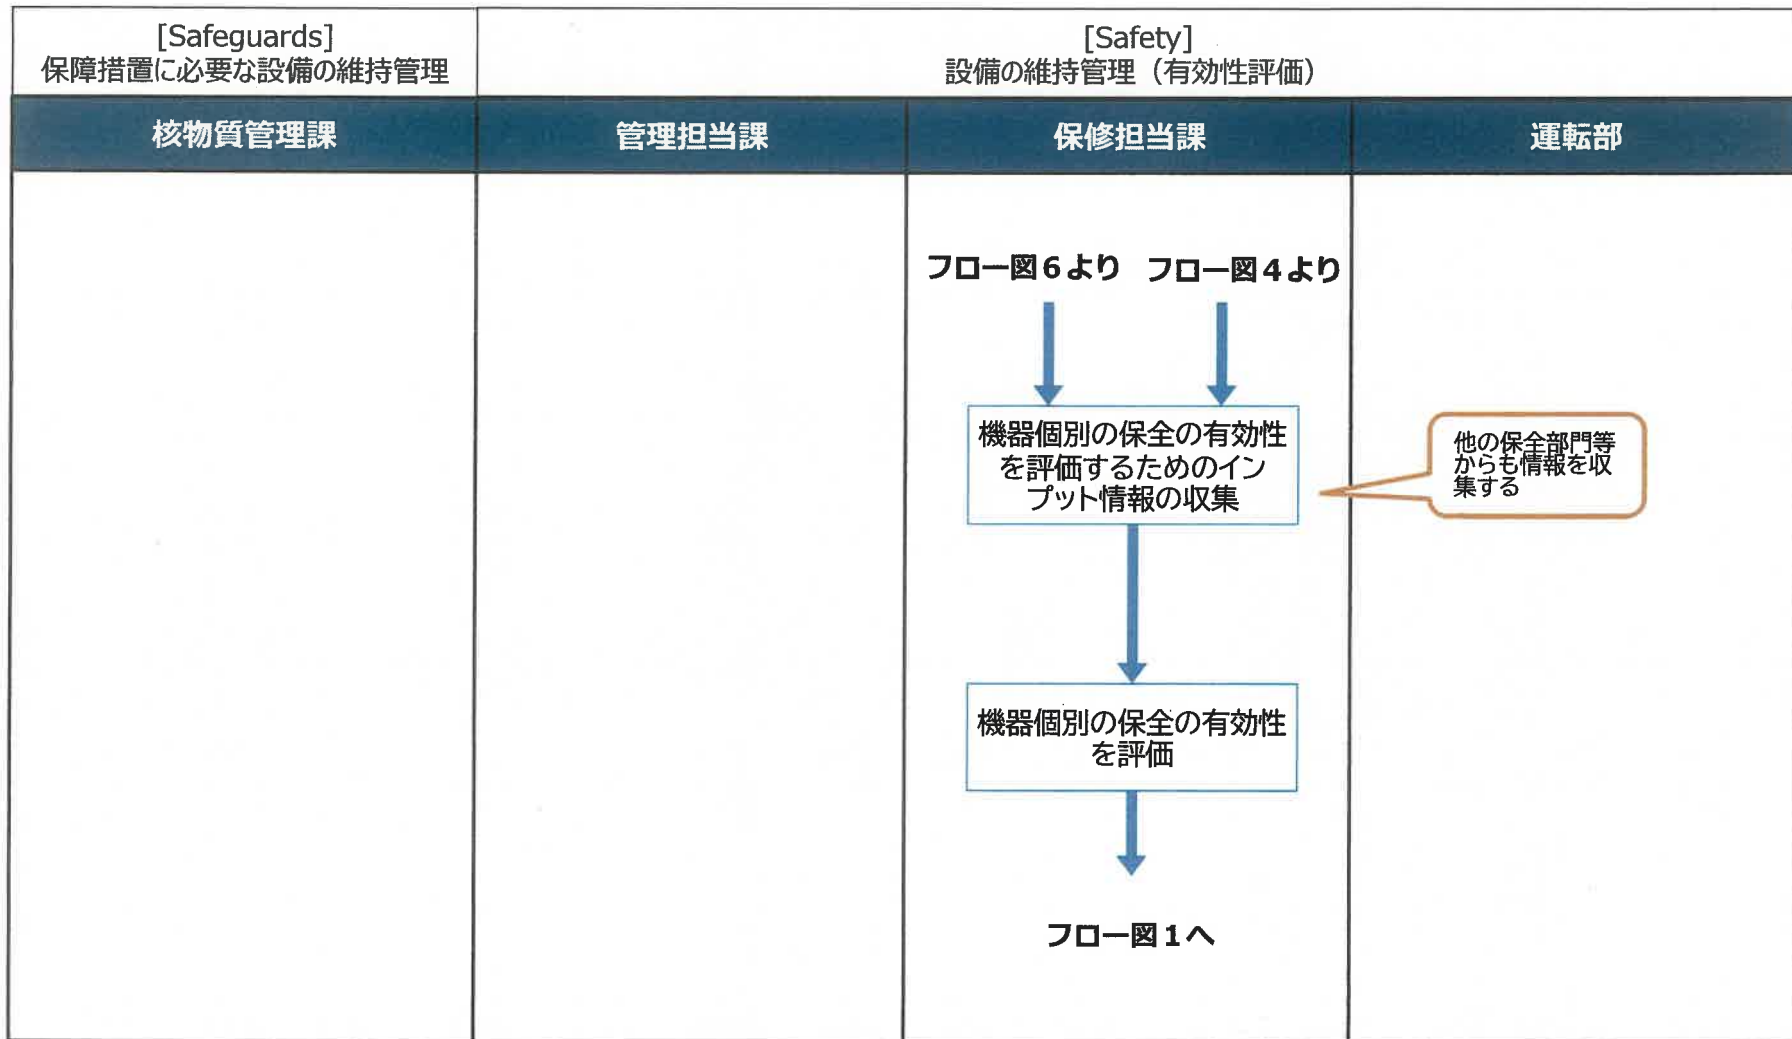 [Safeguards]
保障措置に必要な設備の維持管理
[Safety]
設備の維持管理（有効性評価）
核物質管理課
管理担当課
保修担当課
運転部
フロー図６より
フロー図４より
機器個別の保全の有効性
を評価するためのイン
プット情報の収集
他の保全部門等
からも情報を収
集する
機器個別の保全の有効性
を評価
フロー図１へ